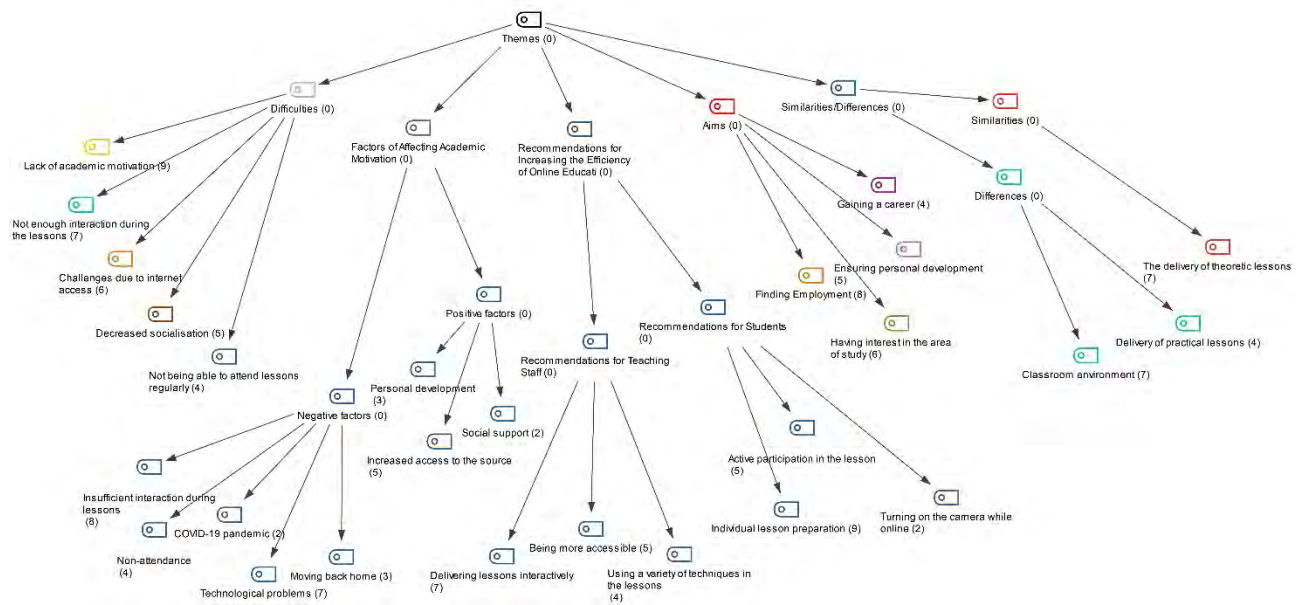 Themes (0)
Difficulties (0)
Lack of academic motivation (9)
Not enough interaction during
the lessons (7)
Challenges due to internet
access (6)
Decreased socialisation (5)
Not being able to attend lessons
regularly (4)
Factors of Affecting Academic
Motivation (0)
Negative factors (0)
Insufficient interaction during
lessons
(8)
Non-attendance
(4)
COVID-19 pandemic (2)
Technological problems (7)
Moving back home (3)
Positive factors (0)
Personal development
(3)
Increased access to the source
(5)
Social support (2)
Recommendations for
Increasing the Efficiency
of Online Educati (0)
Recommendations for Teaching
Staff (0)
Delivering lessons interactively
(7)
Being more accessible (5)
Using a variety of techniques in
the lessons
(4)
Recommendations for Students
(0)
Active participation in the lesson
(5)
Individual lesson preparation (9)
Turning on the camera while
online (2)
Aims (0)
Gaining a career (4)
Ensuring personal development
(5)
Finding Employment (8)
Having interest in the area
of study (6)
Similarities/Differences (0)
Similarities (0)
The delivery of theoretic lessons
(7)
Differences (0)
Classroom environment (7)
Delivery of practical lessons (4)